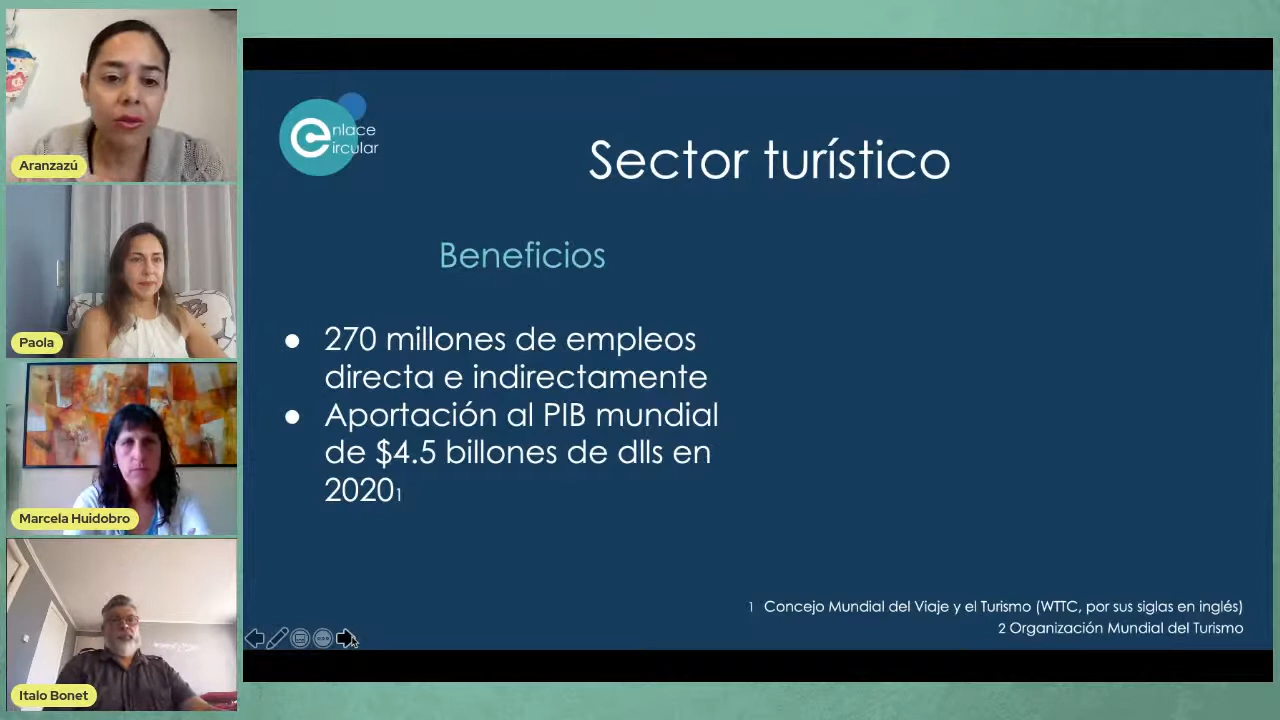 Aranzazú
Paola
Marcela Huidobro
Italo Bonet
enlace
circular
Sector turístico
Beneficios
● 270 millones de empleos
directa e indirectamente
● Aportación al PIB mundial
de $4.5 billones de dlls en
20201
1 Concejo Mundial del Viaje y el Turismo (WTTC, por sus siglas en inglés)
2 Organización Mundial del Turismo